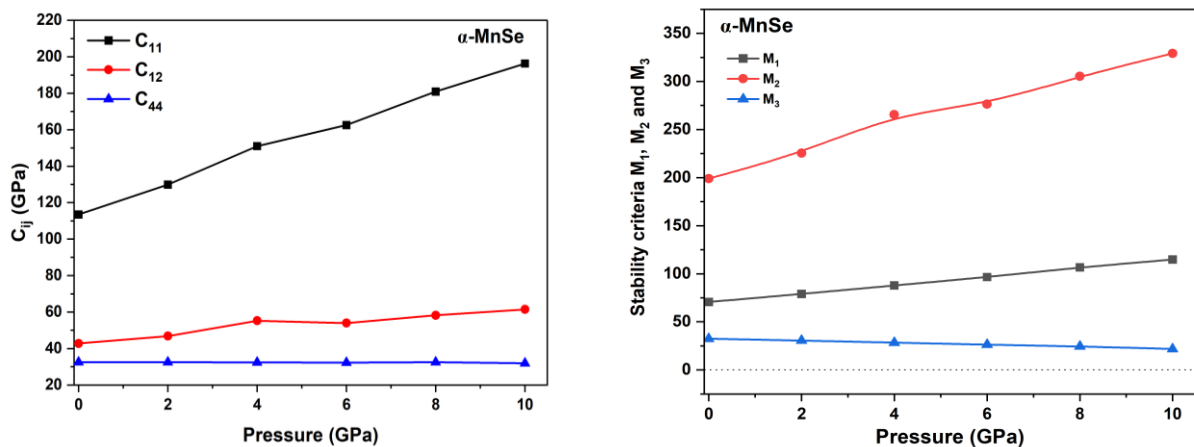 α-MnSe
C11
C12
C44
Cij (GPa)
220
200
180
160
140
120
100
80
60
40
20
0 2 4 6 8 10
Pressure (GPa)
α-MnSe
M1
M2
M3
Stability criteria M1, M2 and M3
350
300
250
200
150
100
50
0
0 2 4 6 8 10
Pressure (GPa)